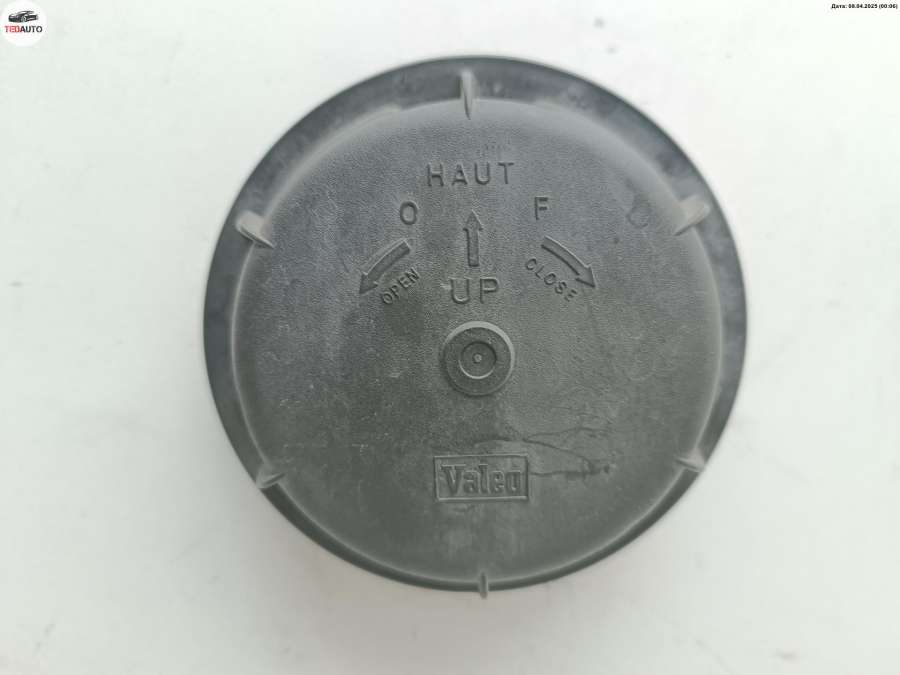 TEDAUTO
Дата: 08.04.2025 (00:06)
HAUT
O F
OPEN CLOSE
UP
Valeo